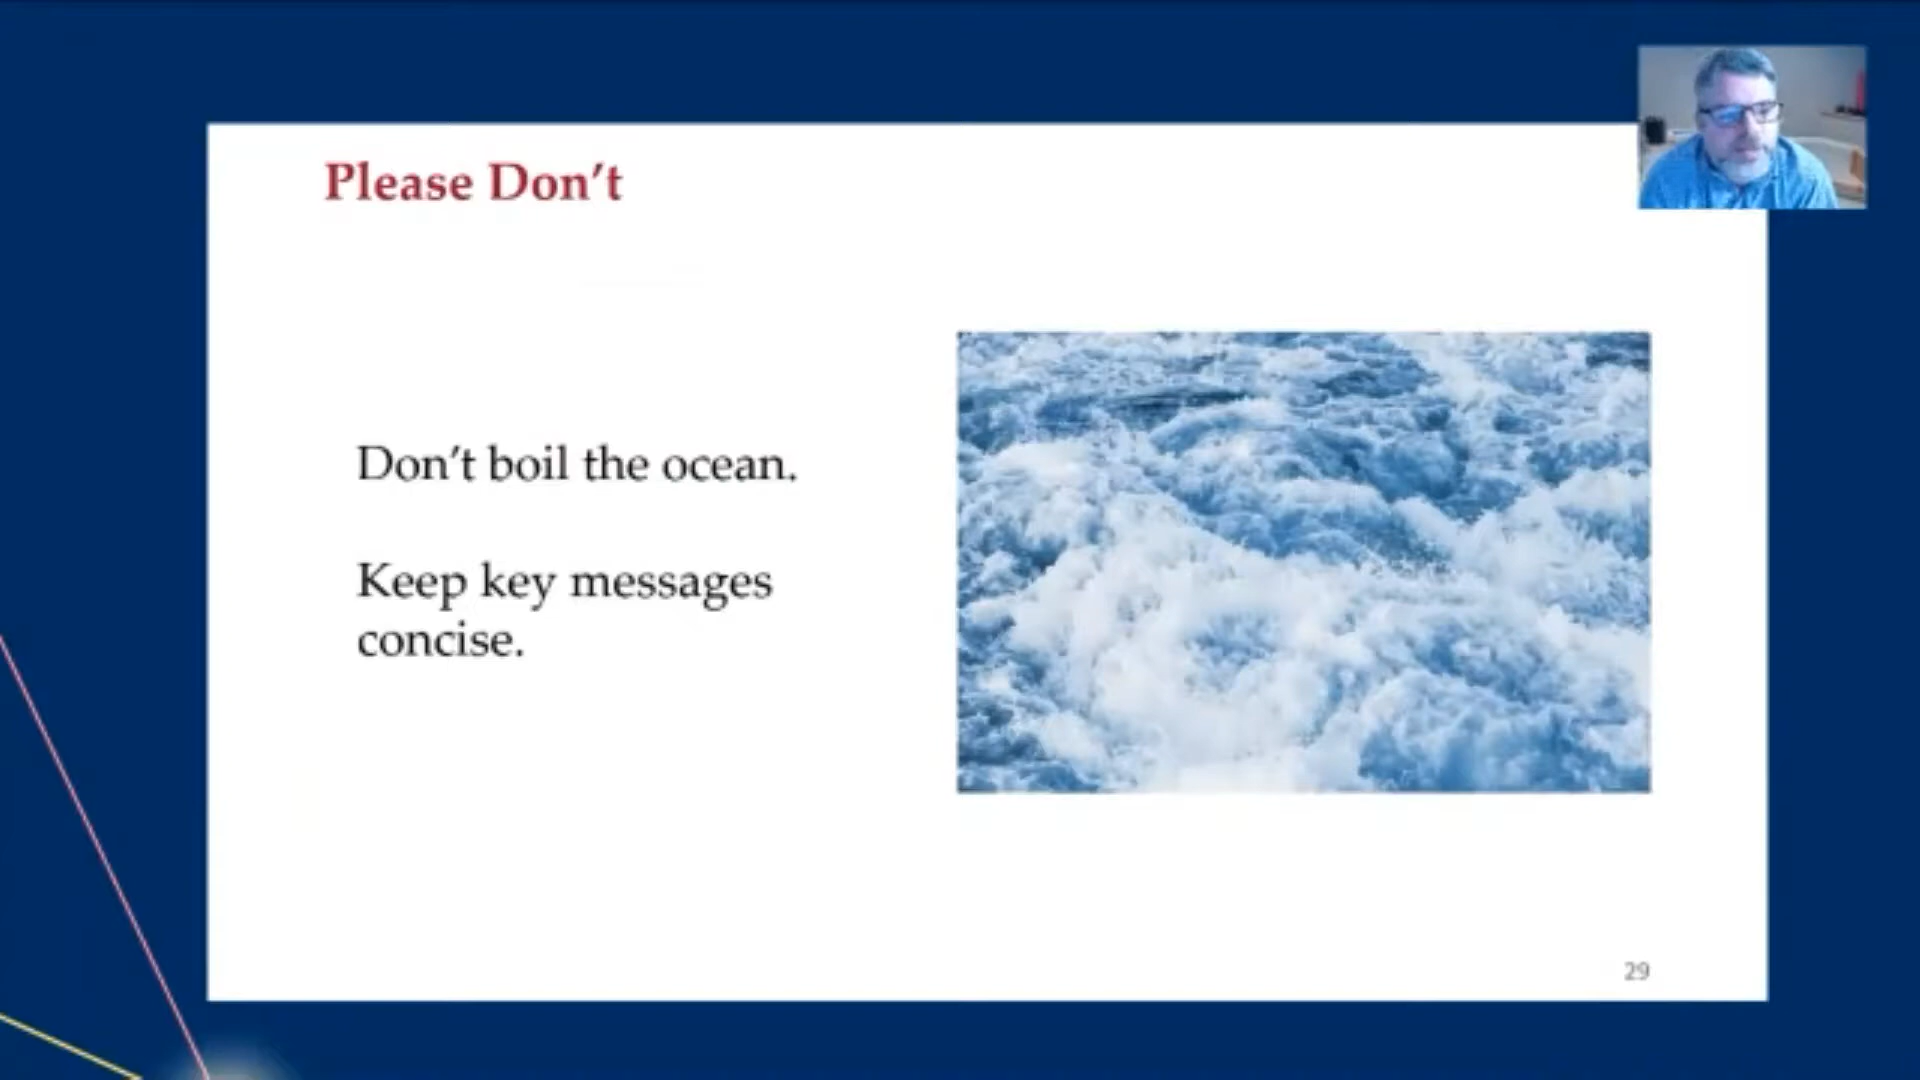 Please Don’t
Don’t boil the ocean.
Keep key messages
concise.
29